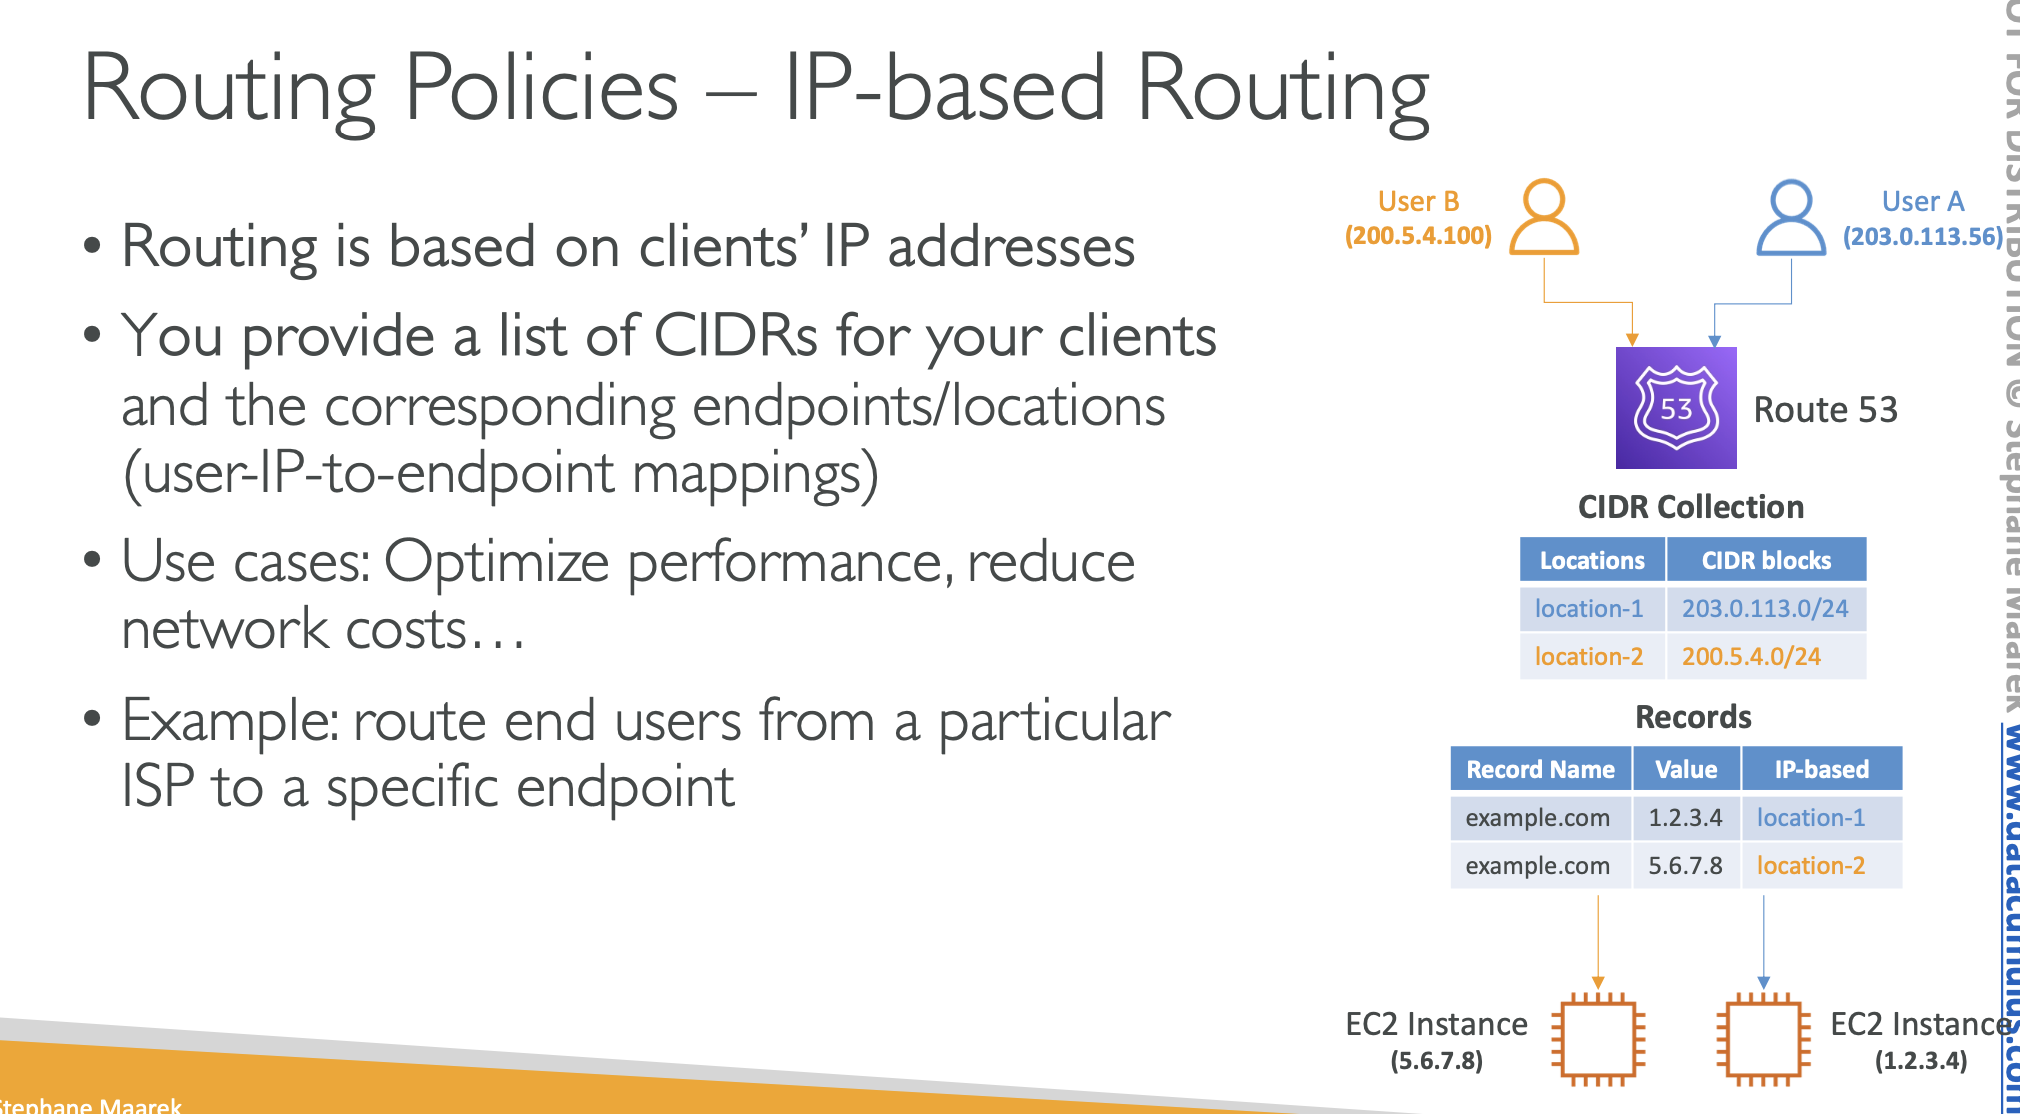 Routing Policies – IP-based Routing
• Routing is based on clients’ IP addresses
• You provide a list of CIDRs for your clients
and the corresponding endpoints/locations
(user-IP-to-endpoint mappings)
• Use cases: Optimize performance, reduce
network costs…
• Example: route end users from a particular
ISP to a specific endpoint
User B
(200.5.4.100)
User A
(203.0.113.56)
53
Route 53
CIDR Collection
Locations CIDR blocks
location-1 203.0.113.0/24
location-2 200.5.4.0/24
Records
Record Name Value IP-based
example.com 1.2.3.4 location-1
example.com 5.6.7.8 location-2
EC2 Instance
(5.6.7.8)
EC2 Instance
(1.2.3.4)
Stephane Maarek
FOR DISTRIBUTION © Stephane Maarek www.datacumulus.com